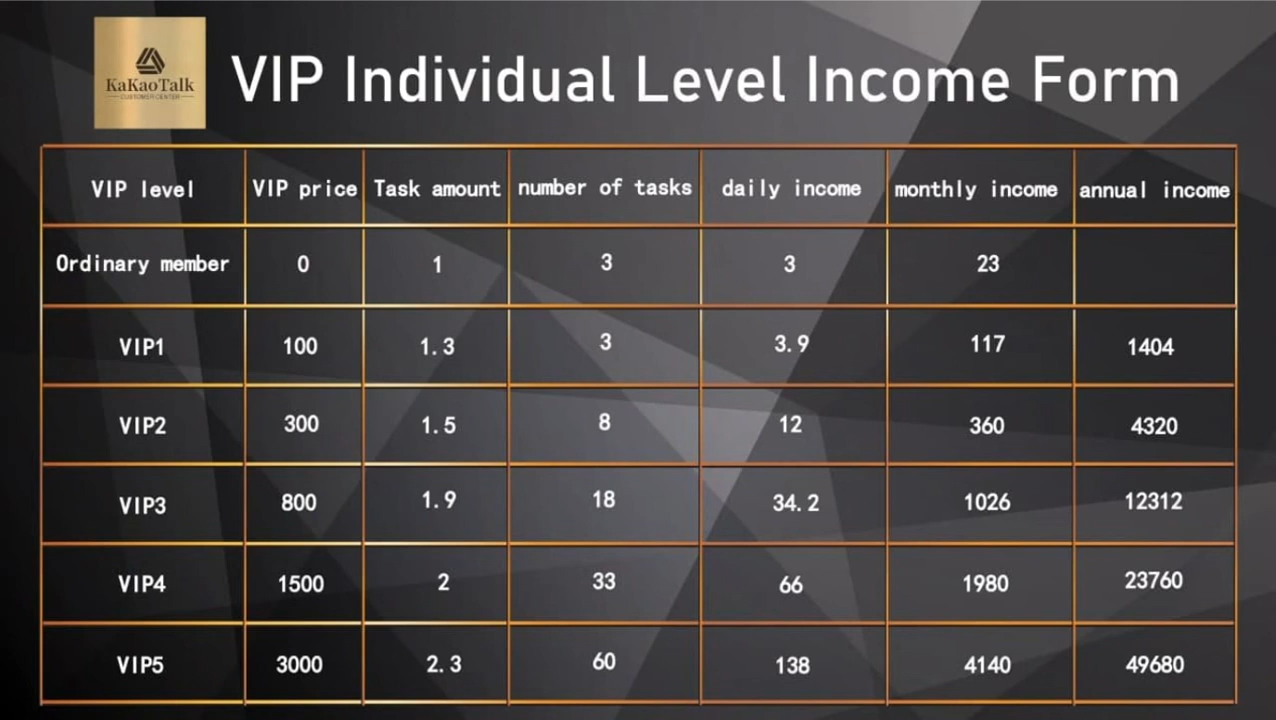 KaKaoTalk
CUSTOMER CENTER
VIP Individual Level Income Form
VIP level VIP price Task amount number of tasks daily income monthly income annual income
Ordinary member 0 1 3 3 23
VIP1 100 1.3 3 3.9 117 1404
VIP2 300 1.5 8 12 360 4320
VIP3 800 1.9 18 34.2 1026 12312
VIP4 1500 2 33 66 1980 23760
VIP5 3000 2.3 60 138 4140 49680